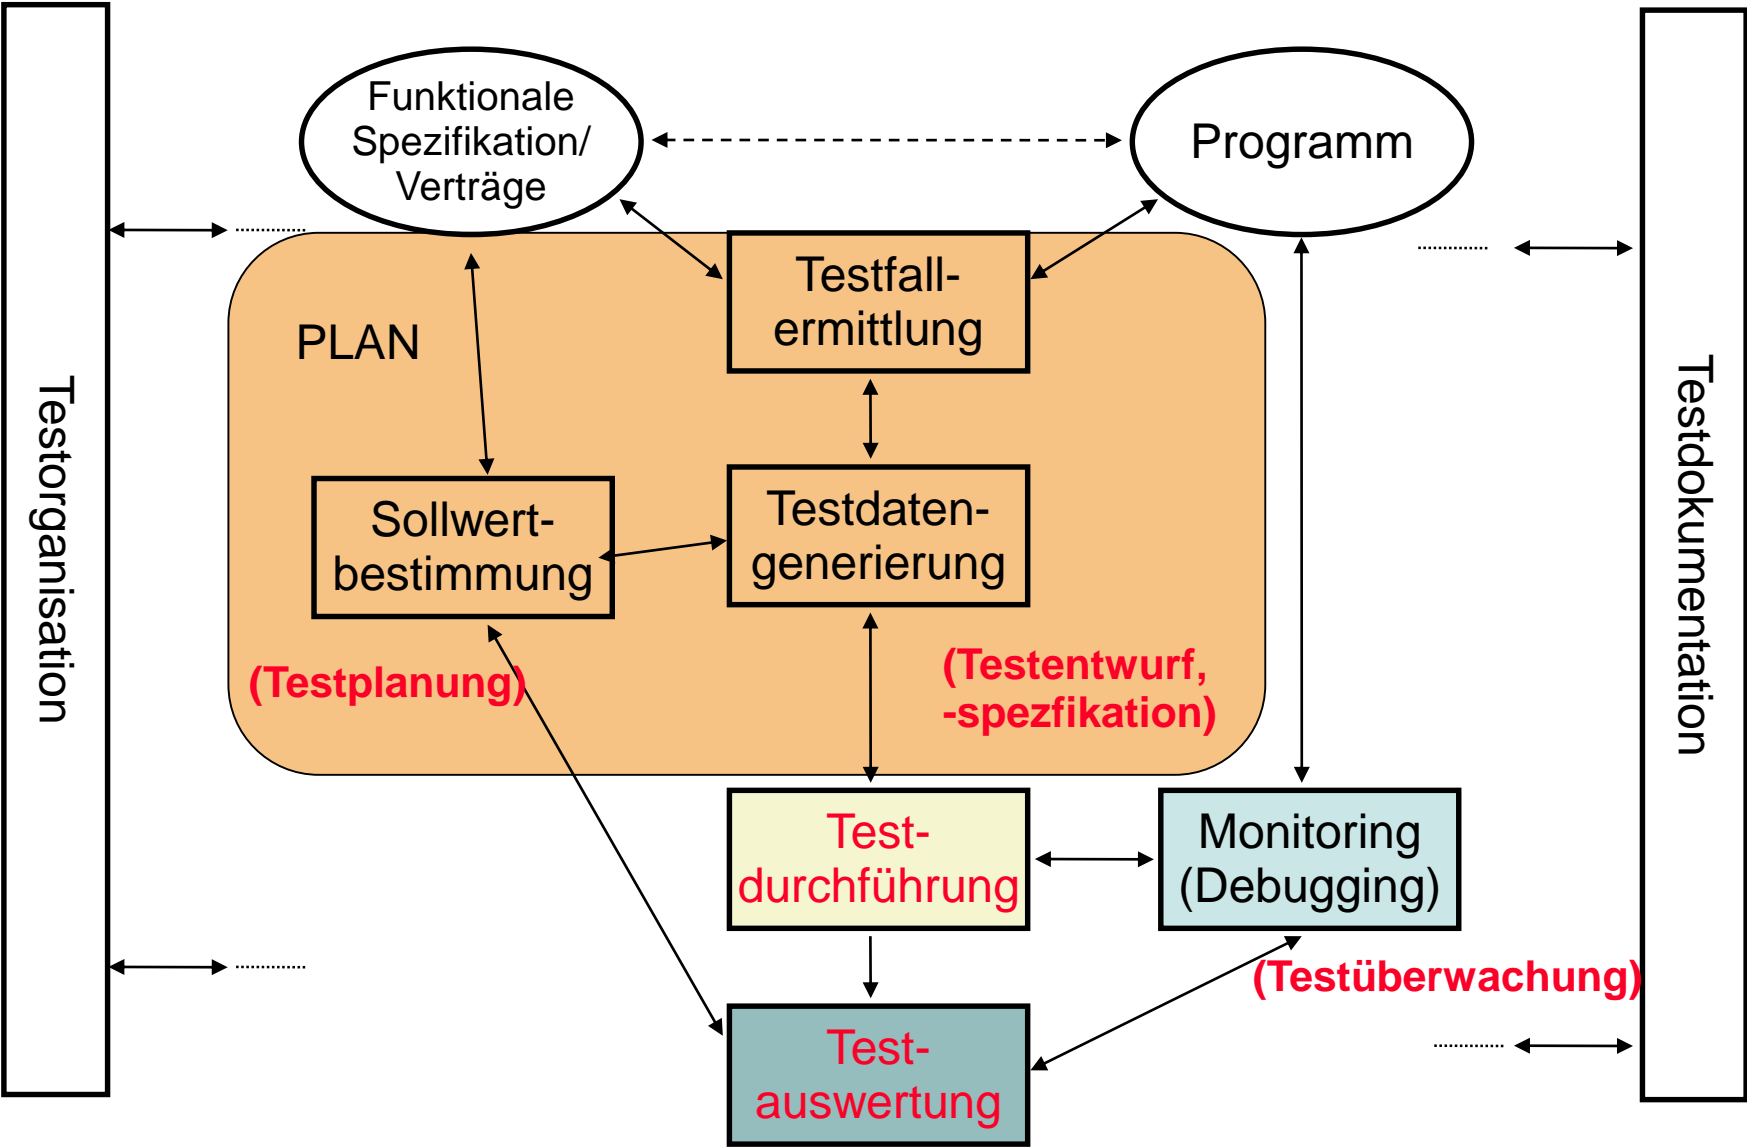 Funktionale
Spezifikation/
Verträge
Programm
Testfall-
ermittlung
PLAN
Testorganisation
Testdokumentation
Sollwert-
bestimmung
Testdaten-
generierung
(Testplanung)
(Testentwurf,
-spezfikation)
Test-
durchführung
Monitoring
(Debugging)
(Testüberwachung)
Test-
auswertung